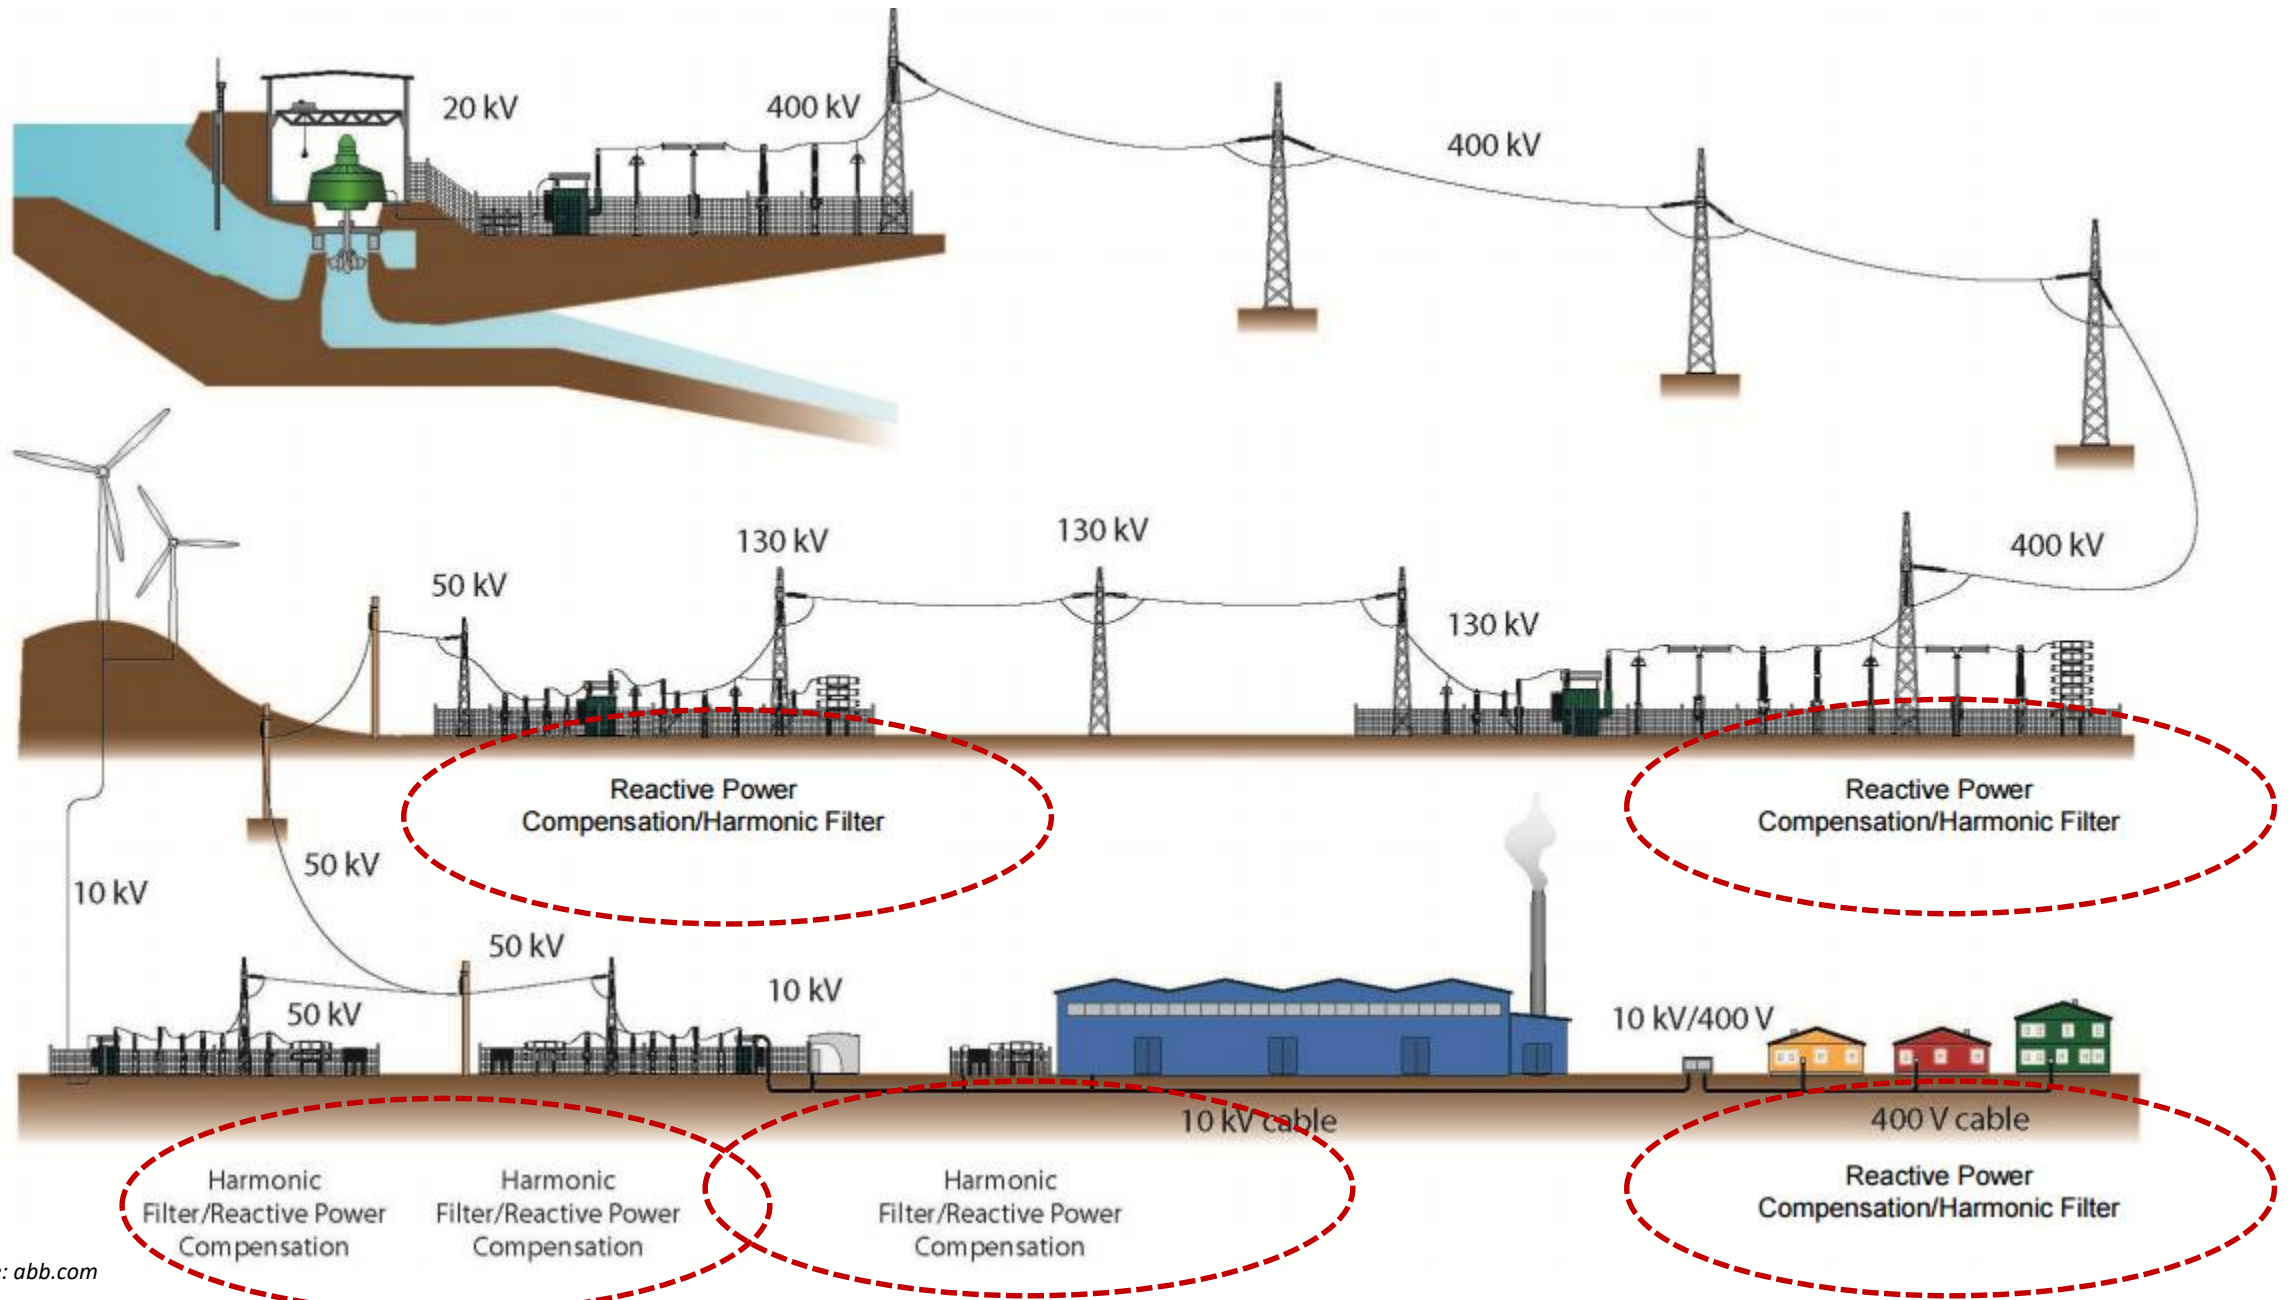 20 kV
400 kV
400 kV
130 kV
130 kV
50 kV
400 kV
130 kV
Reactive Power
Compensation/Harmonic Filter
Reactive Power
Compensation/Harmonic Filter
50 kV
10 kV
50 kV
10 kV
50 kV
10 kV/400 V
10 kV cable
400 V cable
Harmonic
Filter/Reactive Power
Compensation
Harmonic
Filter/Reactive Power
Compensation
Harmonic
Filter/Reactive Power
Compensation
Reactive Power
Compensation/Harmonic Filter
: abb.com